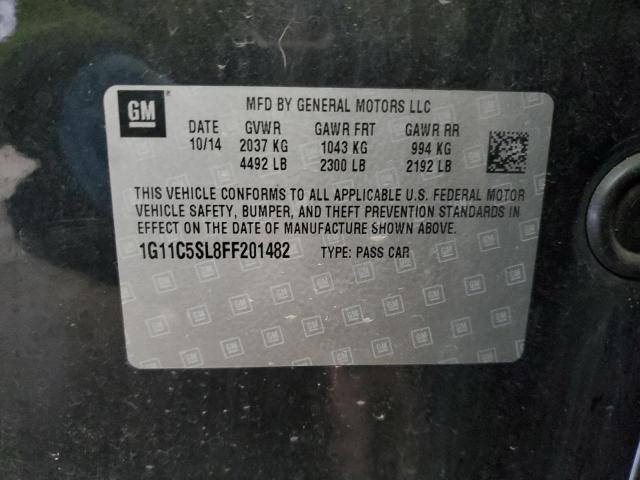 GM ® MFD BY GENERAL MOTORS LLC
DATE GVWR GAWR FRT GAWR RR
10/14 2037 KG 1043 KG 994 KG
4492 LB 2300 LB 2192 LB
THIS VEHICLE CONFORMS TO ALL APPLICABLE U.S. FEDERAL MOTOR
VEHICLE SAFETY, BUMPER, AND THEFT PREVENTION STANDARDS IN
EFFECT ON THE DATE OF MANUFACTURE SHOWN ABOVE.
1G11C5SL8FF201482 TYPE: PASS CAR